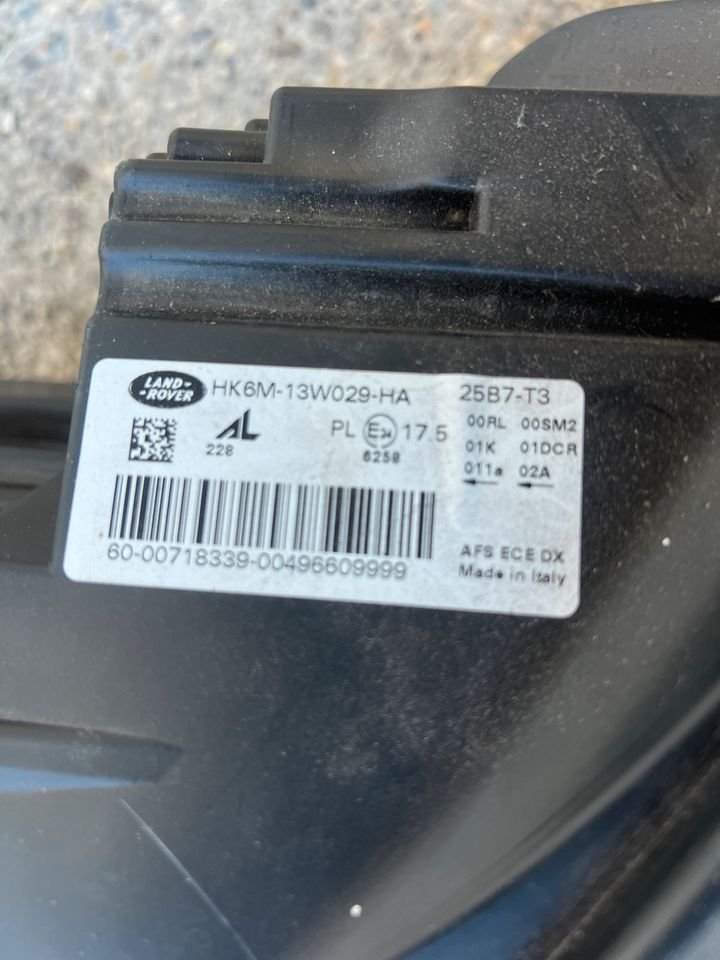 LAND-
-ROVER
HK6M-13W029-HA 25B7-T3
AL
228
PL E24 17.5
6258
00RL 00SM2
01K 01DCR
011a 02A
60-00718339-00496609999
AFS ECE DX
Made in Italy